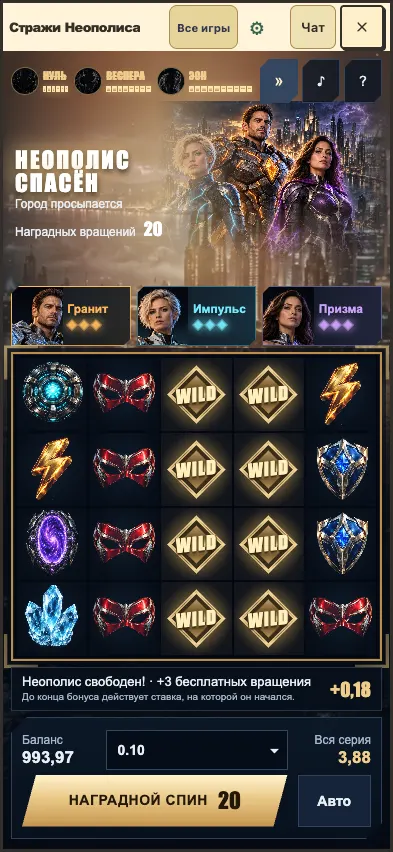 Стражи Неополиса
Все игры
Чат
×
НУЛЬ
ВЕСПЕРА
ЭОН
»
♪
?
НЕОПОЛИС
СПАСЁН
Город просыпается
Наградных вращений 20
Гранит
Импульс
Призма
WILD WILD
WILD WILD
WILD WILD
WILD WILD
Неополис свободен! · +3 бесплатных вращения
До конца бонуса действует ставка, на которой он начался.
+0,18
Баланс
993,97
0.10
Вся серия
3,88
НАГРАДНОЙ СПИН 20
Авто